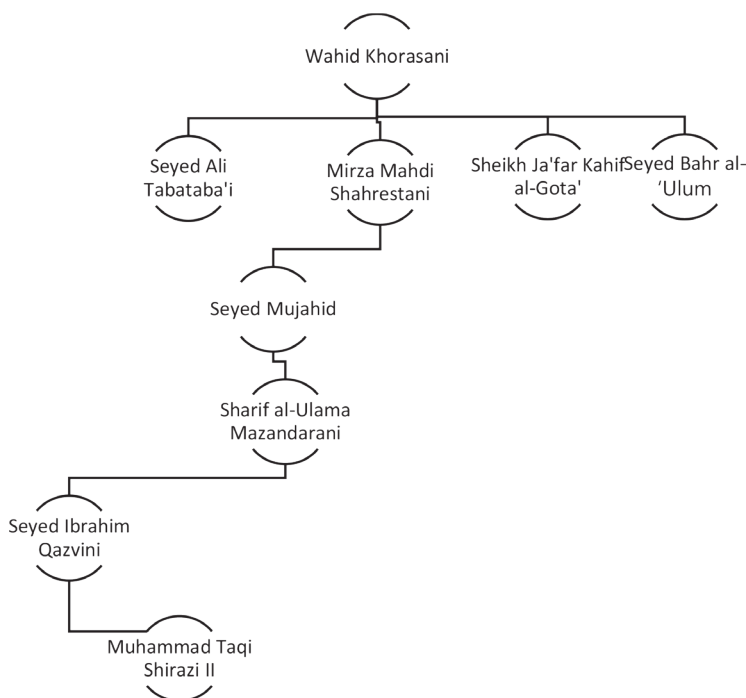 Wahid Khorasani
Seyed Ali
Tabataba'i
Mirza Mahdi
Shahrestani
Sheikh Ja'far Kahif
al-Gota'
Seyed Bahr al-
‘Ulum
Seyed Mujahid
Sharif al-Ulama
Mazandarani
Seyed Ibrahim
Qazvini
Muhammad Taqi
Shirazi II